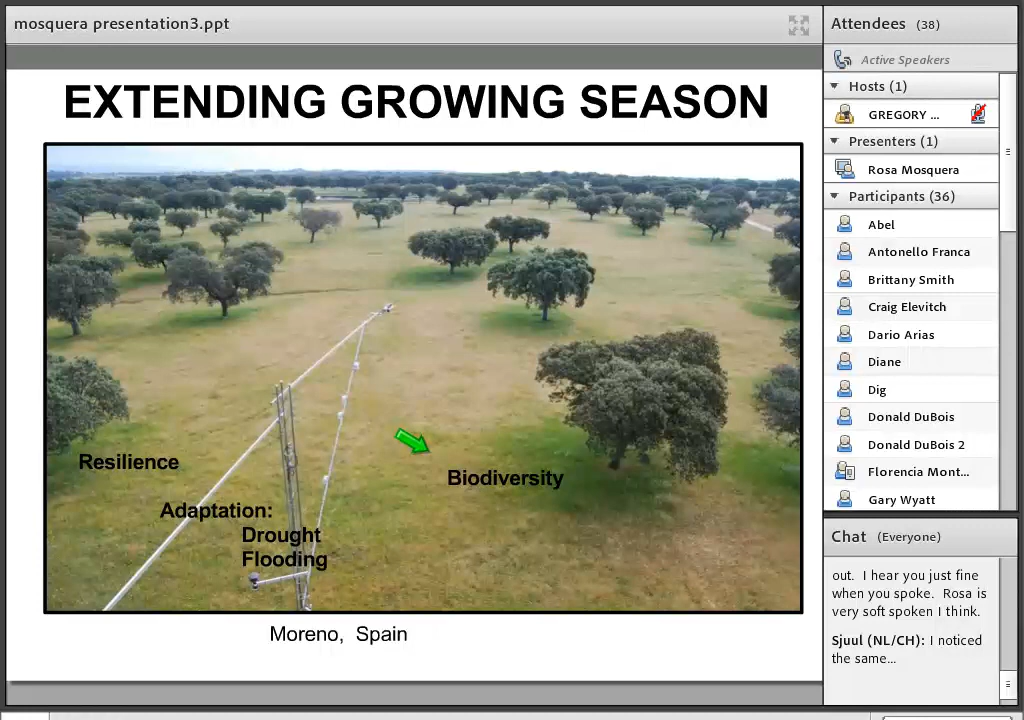 mosquera presentation3.ppt
EXTENDING GROWING SEASON
Resilience
Adaptation:
Drought
Flooding
Biodiversity
Moreno,  Spain
Attendees (38)
Active Speakers
Hosts (1)
GREGORY ...
Presenters (1)
Rosa Mosquera
Participants (36)
Abel
Antonello Franca
Brittany Smith
Craig Elevitch
Dario Arias
Diane
Dig
Donald DuBois
Donald DuBois 2
Florencia Mont...
Gary Wyatt
Chat (Everyone)
out.  I hear you just fine
when you spoke.  Rosa is
very soft spoken I think.
Sjuul (NL/CH): I noticed
the same...